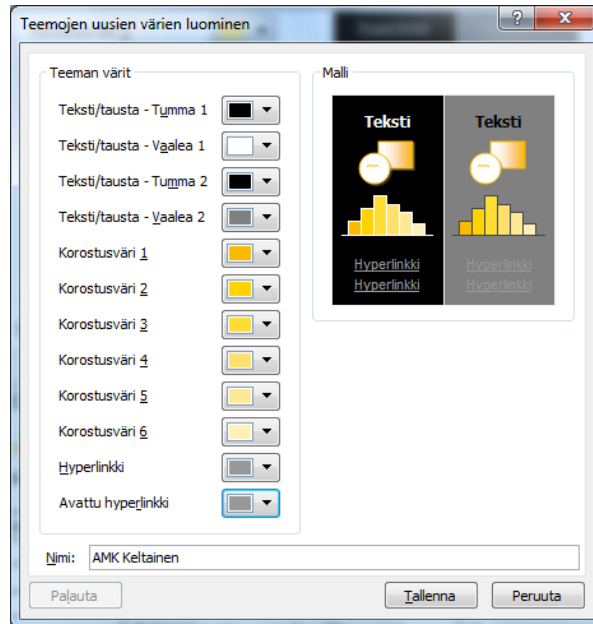 Teemojen uusien värien luominen
Teeman värit
Teksti/tausta - Tumma 1
Teksti/tausta - Vaalea 1
Teksti/tausta - Tumma 2
Teksti/tausta - Vaalea 2
Korostusväri 1
Korostusväri 2
Korostusväri 3
Korostusväri 4
Korostusväri 5
Korostusväri 6
Hyperlinkki
Avattu hyperlinkki
Malli
Teksti Teksti
Hyperlinkki Hyperlinkki
Hyperlinkki Hyperlinkki
Nimi: AMK Keltainen
Palauta Tallenna Peruuta